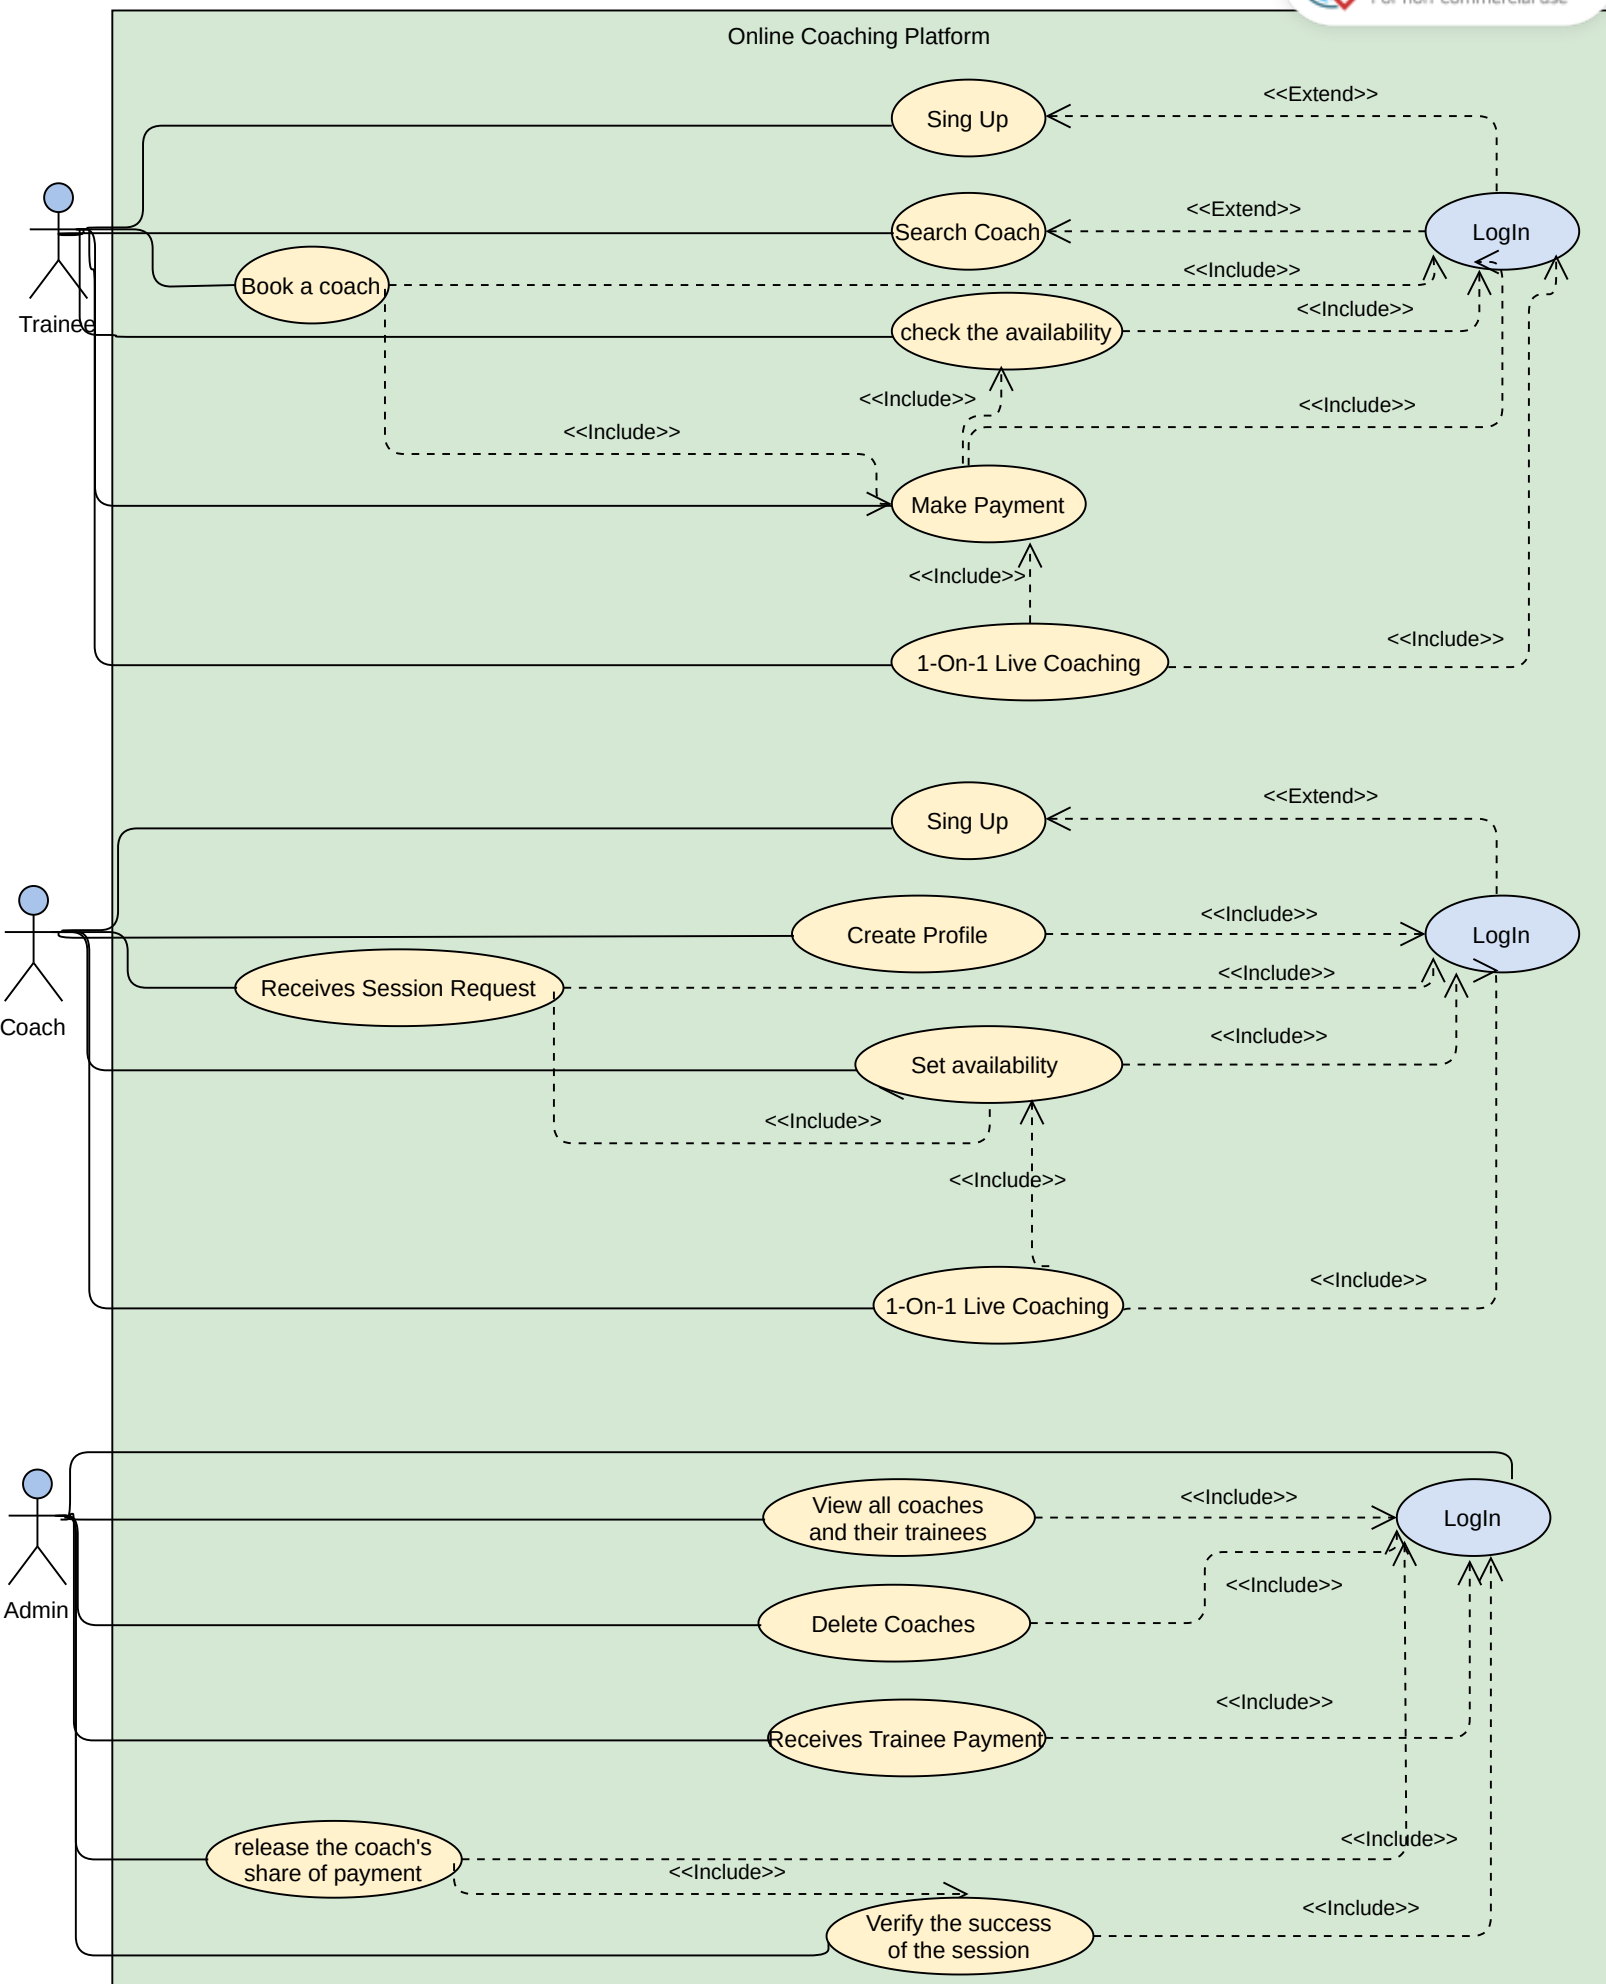 Online Coaching Platform
<<Extend>>
Sing Up
<<Extend>>
Search Coach
LogIn
<<Include>>
Book a coach
<<Include>>
Trainee
check the availability
<<Include>>
<<Include>>
<<Include>>
Make Payment
<<Include>>
<<Include>>
1-On-1 Live Coaching
<<Extend>>
Sing Up
<<Include>>
Create Profile
LogIn
<<Include>>
Receives Session Request
Coach
<<Include>>
Set availability
<<Include>>
<<Include>>
<<Include>>
1-On-1 Live Coaching
<<Include>>
View all coaches
and their trainees
LogIn
<<Include>>
Admin
Delete Coaches
<<Include>>
Receives Trainee Payment
<<Include>>
release the coach's
share of payment
<<Include>>
<<Include>>
Verify the success
of the session